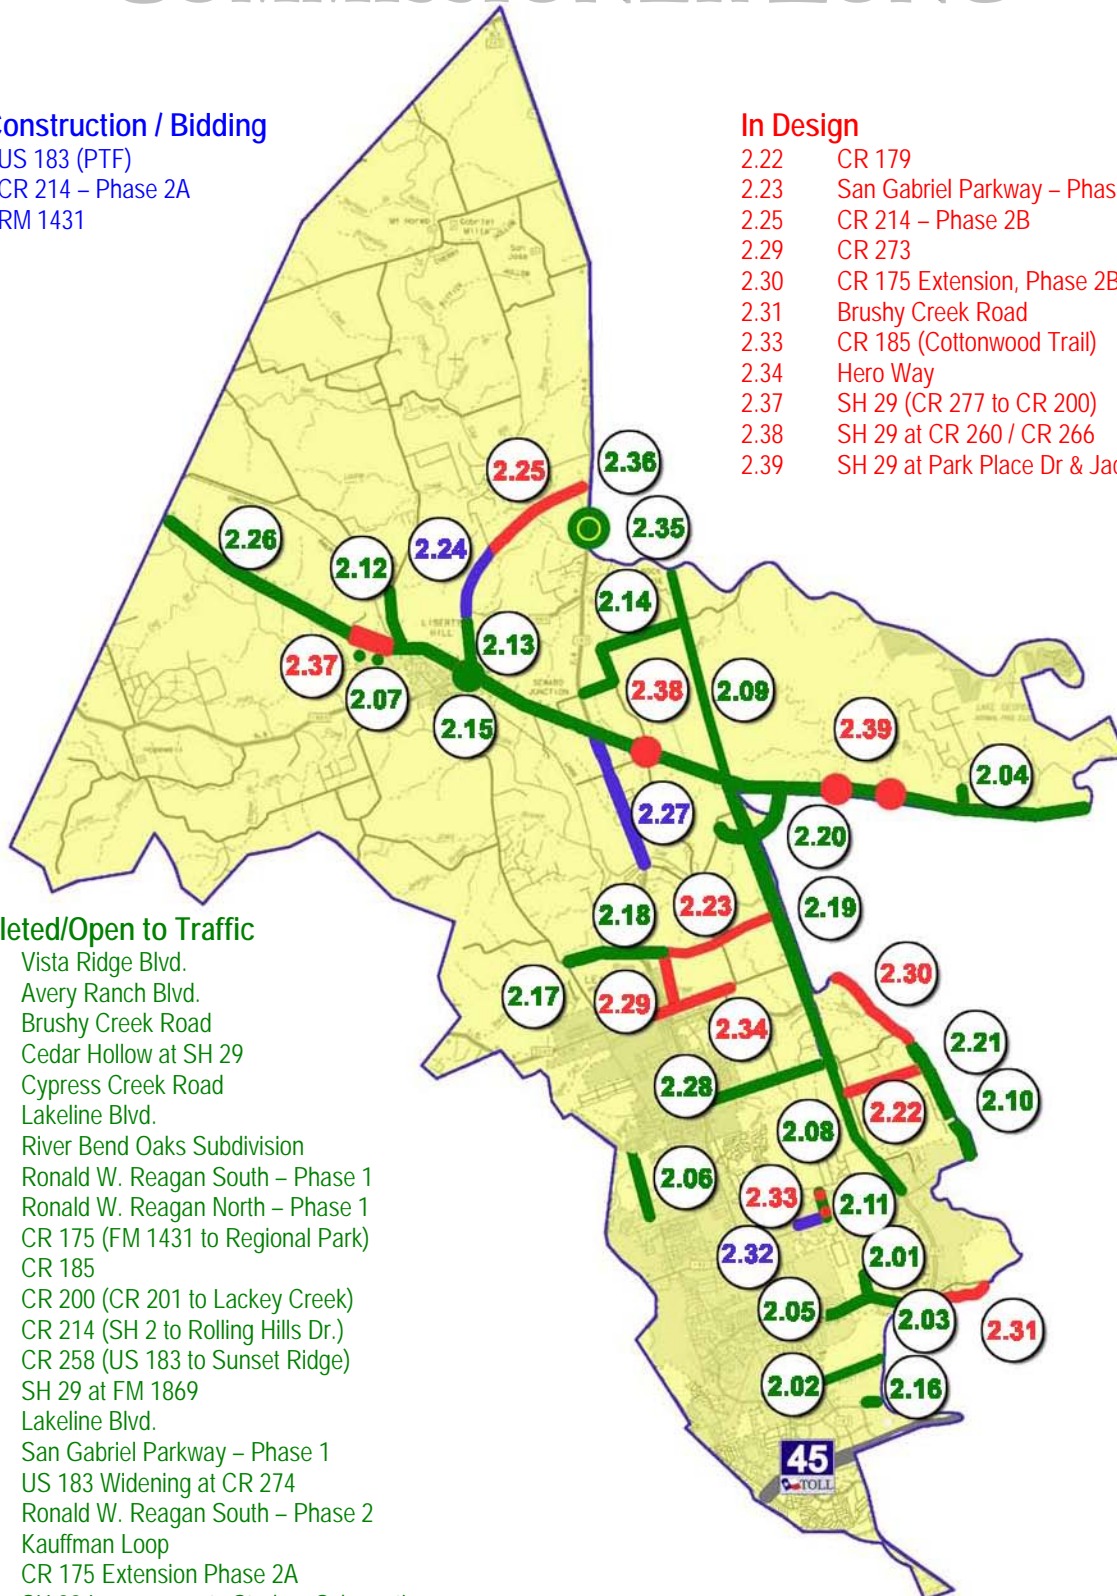 COMMISSIONER LONG
Construction / Bidding
US 183 (PTF)
CR 214 – Phase 2A
RM 1431
In Design
2.22 CR 179
2.23 San Gabriel Parkway – Phas
2.25 CR 214 – Phase 2B
2.29 CR 273
2.30 CR 175 Extension, Phase 2B
2.31 Brushy Creek Road
2.33 CR 185 (Cottonwood Trail)
2.34 Hero Way
2.37 SH 29 (CR 277 to CR 200)
2.38 SH 29 at CR 260 / CR 266
2.39 SH 29 at Park Place Dr & Jac
2.25
2.36
2.35
2.26
2.24
2.12
2.14
2.13
2.37
2.07
2.15
2.38
2.09
2.39
2.04
2.27
2.20
2.18
2.23
2.19
2.17
2.29
2.34
2.30
2.21
2.28
2.10
2.22
2.08
2.06
2.33
2.11
2.32
2.01
2.05
2.03
2.31
2.02
2.16
LIBERTY
HILL
SEWARD
JUNCTION
45
TOLL
leted/Open to Traffic
Vista Ridge Blvd.
Avery Ranch Blvd.
Brushy Creek Road
Cedar Hollow at SH 29
Cypress Creek Road
Lakeline Blvd.
River Bend Oaks Subdivision
Ronald W. Reagan South – Phase 1
Ronald W. Reagan North – Phase 1
CR 175 (FM 1431 to Regional Park)
CR 185
CR 200 (CR 201 to Lackey Creek)
CR 214 (SH 2 to Rolling Hills Dr.)
CR 258 (US 183 to Sunset Ridge)
SH 29 at FM 1869
Lakeline Blvd.
San Gabriel Parkway – Phase 1
US 183 Widening at CR 274
Ronald W. Reagan South – Phase 2
Kauffman Loop
CR 175 Extension Phase 2A